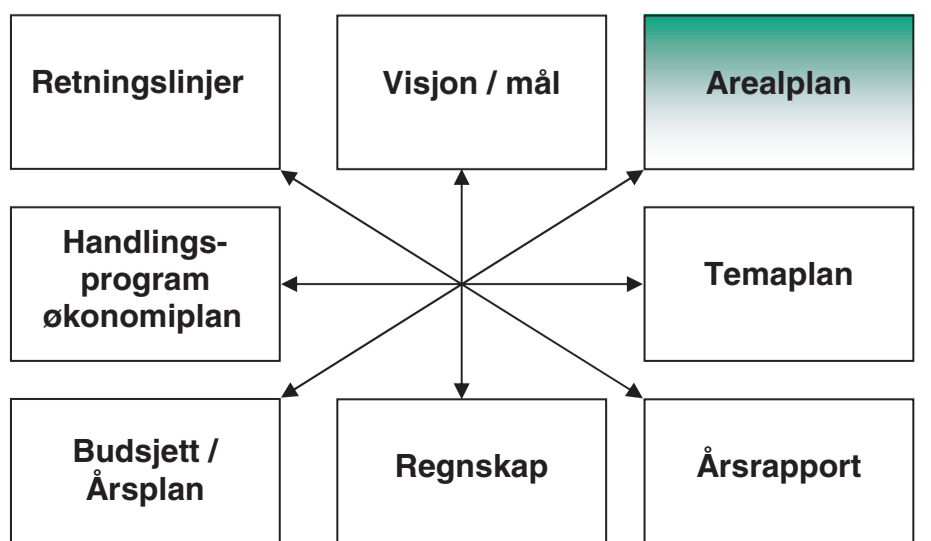 Retningslinjer
Visjon / mål
Arealplan
Handlings-
program
økonomiplan
Temaplan
Budsjett /
Årsplan
Regnskap
Årsrapport